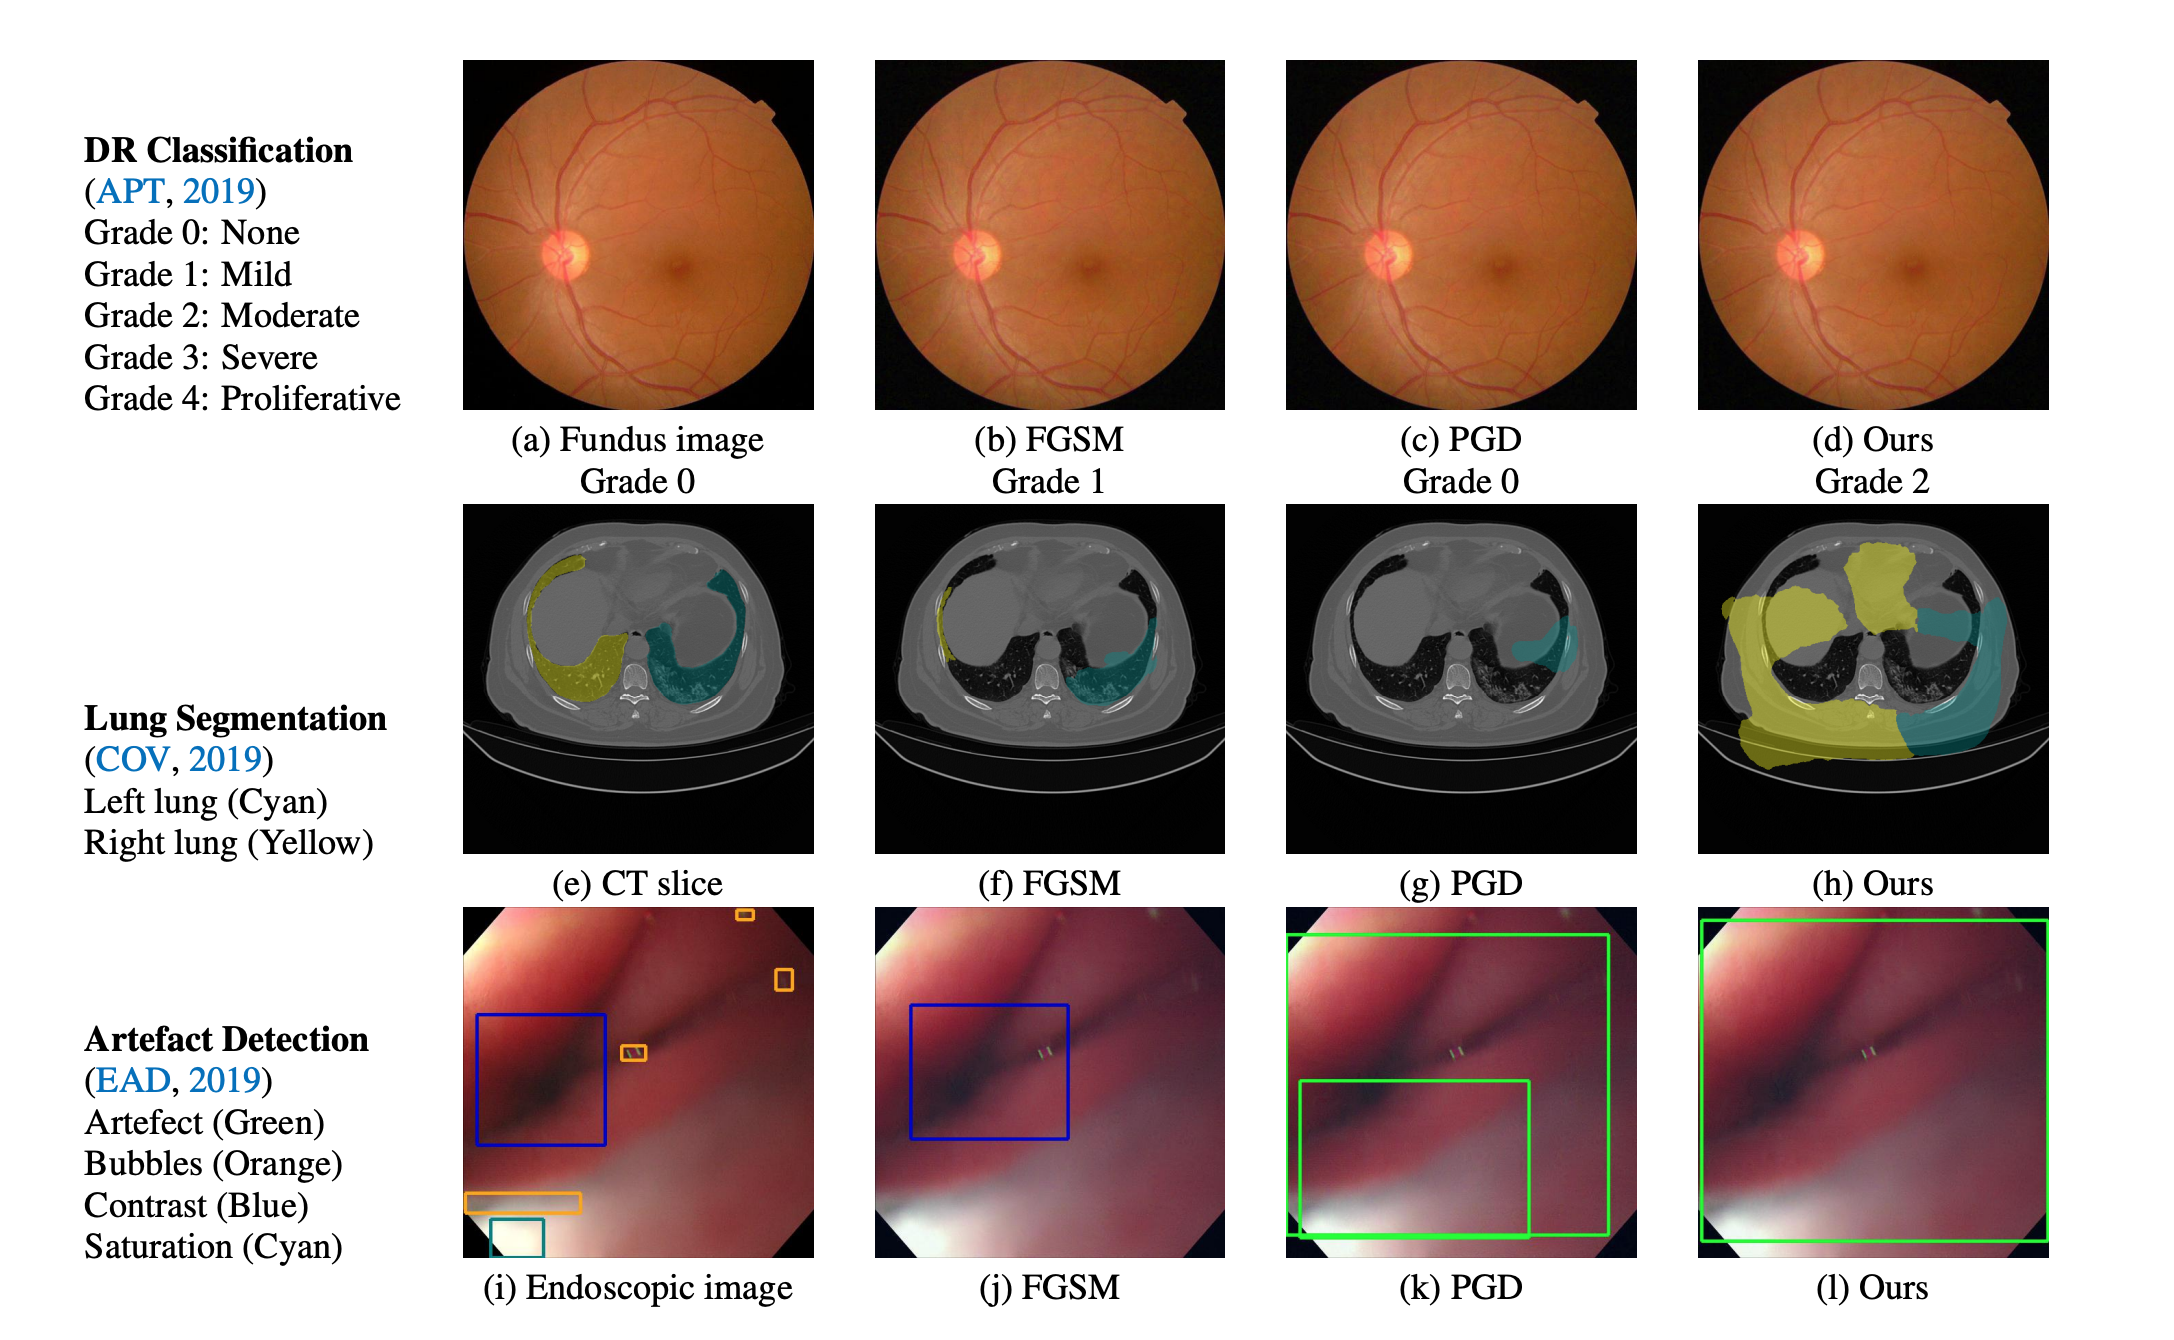 DR Classification
(APT, 2019)
Grade 0: None
Grade 1: Mild
Grade 2: Moderate
Grade 3: Severe
Grade 4: Proliferative
(a) Fundus image
Grade 0
(b) FGSM
Grade 1
(c) PGD
Grade 0
(d) Ours
Grade 2
Lung Segmentation
(COV, 2019)
Left lung (Cyan)
Right lung (Yellow)
(e) CT slice
(f) FGSM
(g) PGD
(h) Ours
Artefact Detection
(EAD, 2019)
Artefect (Green)
Bubbles (Orange)
Contrast (Blue)
Saturation (Cyan)
(i) Endoscopic image
(j) FGSM
(k) PGD
(l) Ours